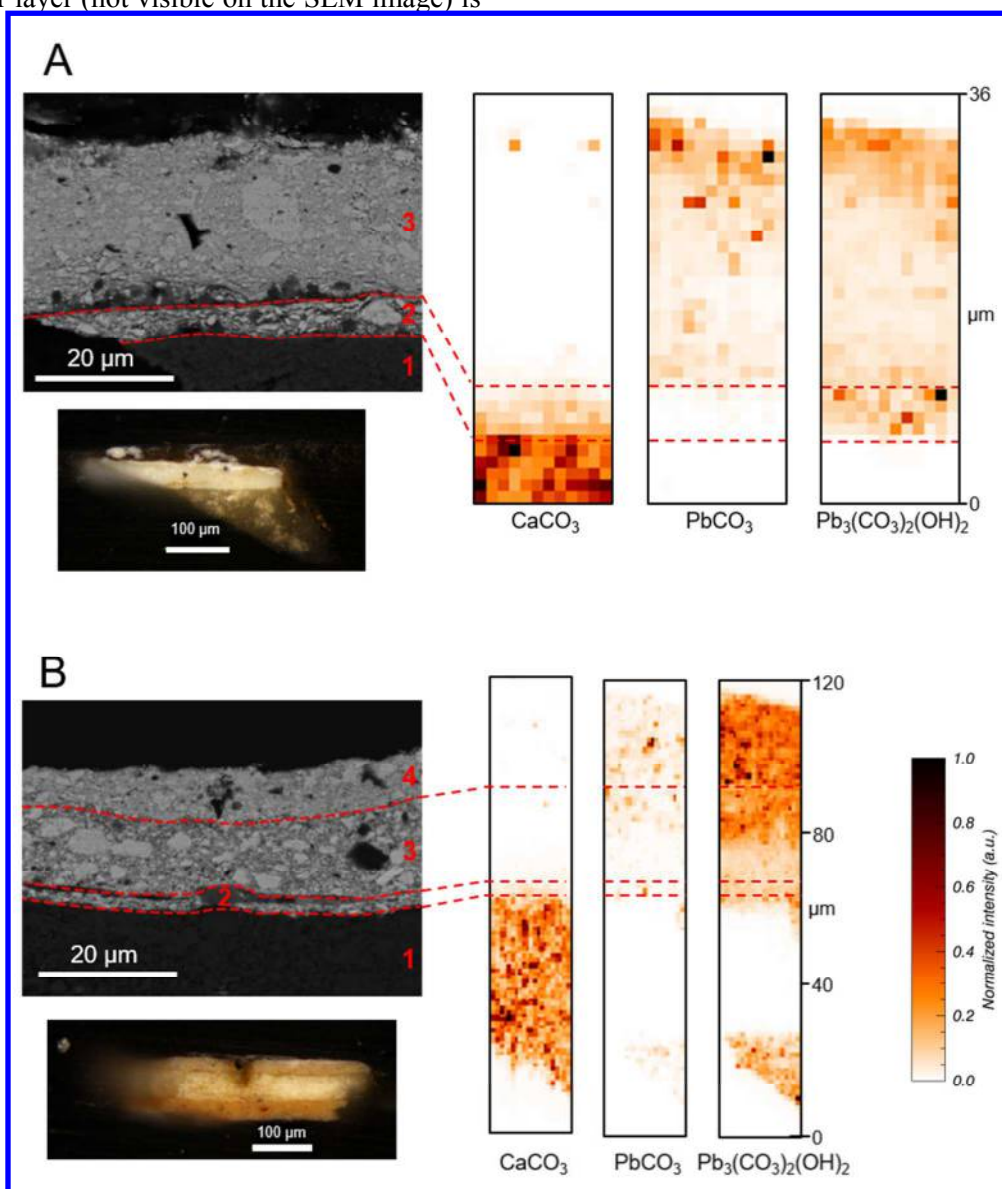 layer (not visible on the SEM image) is
A
36
3
2
1
20 µm
100 µm
µm
0
CaCO3
PbCO3
Pb3(CO3)2(OH)2
B
120
4
3
2
1
20 µm
100 µm
80
µm
40
0
1.0
0.8
0.6
0.4
0.2
0.0
Normalized intensity (a.u.)
CaCO3
PbCO3
Pb3(CO3)2(OH)2